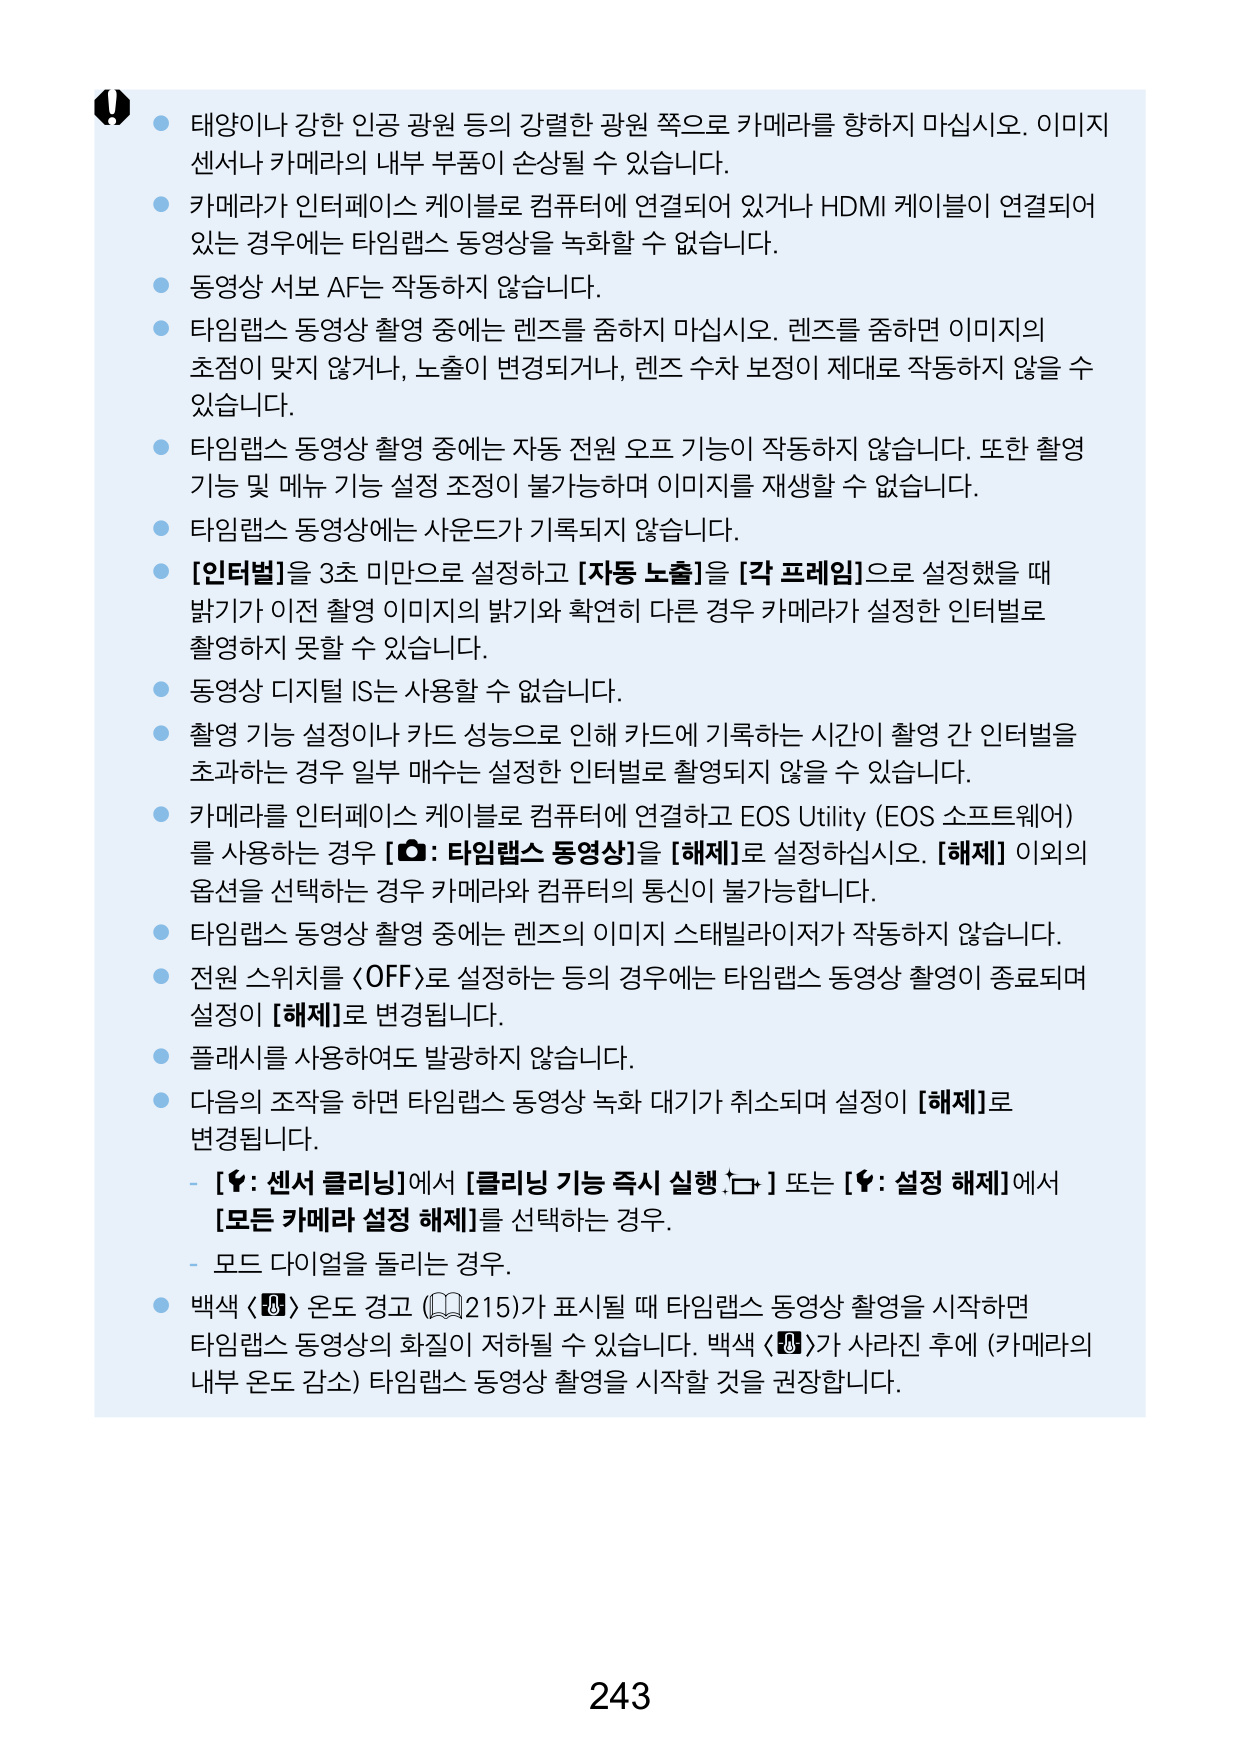 ● 태양이나 강한 인공 광원 등의 강렬한 광원 쪽으로 카메라를 향하지 마십시오. 이미지
센서나 카메라의 내부 부품이 손상될 수 있습니다.
● 카메라가 인터페이스 케이블로 컴퓨터에 연결되어 있거나 HDMI 케이블이 연결되어
있는 경우에는 타임랩스 동영상을 녹화할 수 없습니다.
● 동영상 서보 AF는 작동하지 않습니다.
● 타임랩스 동영상 촬영 중에는 렌즈를 줌하지 마십시오. 렌즈를 줌하면 이미지의
초점이 맞지 않거나, 노출이 변경되거나, 렌즈 수차 보정이 제대로 작동하지 않을 수
있습니다.
● 타임랩스 동영상 촬영 중에는 자동 전원 오프 기능이 작동하지 않습니다. 또한 촬영
기능 및 메뉴 기능 설정 조정이 불가능하며 이미지를 재생할 수 없습니다.
● 타임랩스 동영상에는 사운드가 기록되지 않습니다.
● [인터벌]을 3초 미만으로 설정하고 [자동 노출]을 [각 프레임]으로 설정했을 때
밝기가 이전 촬영 이미지의 밝기와 확연히 다른 경우 카메라가 설정한 인터벌로
촬영하지 못할 수 있습니다.
● 동영상 디지털 IS는 사용할 수 없습니다.
● 촬영 기능 설정이나 카드 성능으로 인해 카드에 기록하는 시간이 촬영 간 인터벌을
초과하는 경우 일부 매수는 설정한 인터벌로 촬영되지 않을 수 있습니다.
● 카메라를 인터페이스 케이블로 컴퓨터에 연결하고 EOS Utility (EOS 소프트웨어)
를 사용하는 경우 [: 타임랩스 동영상]을 [해제]로 설정하십시오. [해제] 이외의
옵션을 선택하는 경우 카메라와 컴퓨터의 통신이 불가능합니다.
● 타임랩스 동영상 촬영 중에는 렌즈의 이미지 스태빌라이저가 작동하지 않습니다.
● 전원 스위치를 〈OFF〉로 설정하는 등의 경우에는 타임랩스 동영상 촬영이 종료되며
설정이 [해제]로 변경됩니다.
● 플래시를 사용하여도 발광하지 않습니다.
● 다음의 조작을 하면 타임랩스 동영상 녹화 대기가 취소되며 설정이 [해제]로
변경됩니다.
- [: 센서 클리닝]에서 [클리닝 기능 즉시 실행] 또는 [: 설정 해제]에서
[모든 카메라 설정 해제]를 선택하는 경우.
- 모드 다이얼을 돌리는 경우.
● 백색 〈〉 온도 경고 (215)가 표시될 때 타임랩스 동영상 촬영을 시작하면
타임랩스 동영상의 화질이 저하될 수 있습니다. 백색 〈〉가 사라진 후에 (카메라의
내부 온도 감소) 타임랩스 동영상 촬영을 시작할 것을 권장합니다.
243